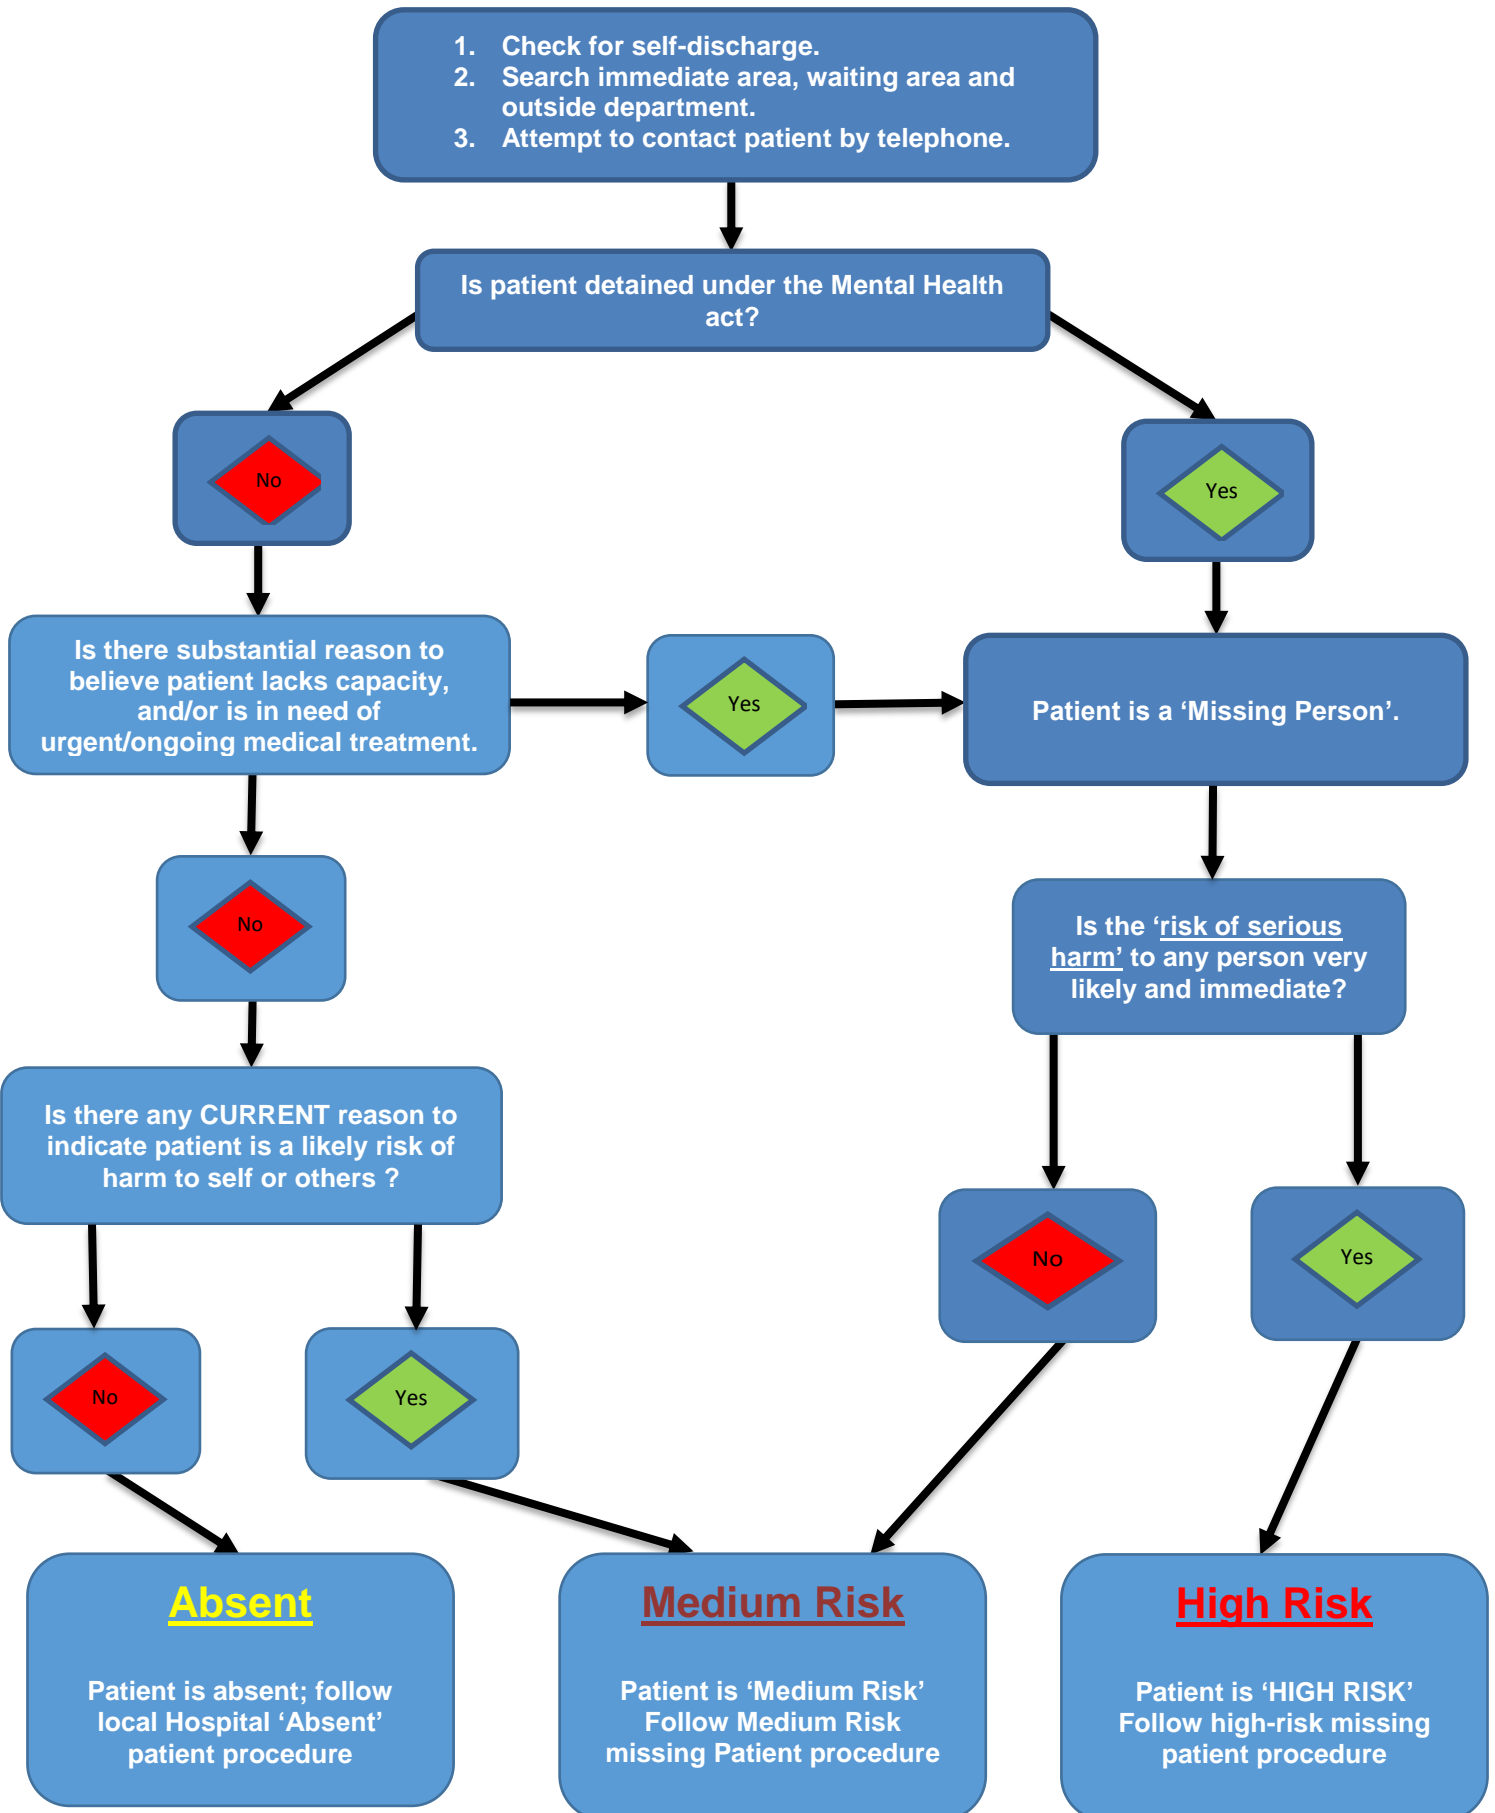 1. Check for self-discharge.
2. Search immediate area, waiting area and
outside department.
3. Attempt to contact patient by telephone.
Is patient detained under the Mental Health
act?
No
Yes
Is there substantial reason to
believe patient lacks capacity,
and/or is in need of
urgent/ongoing medical treatment.
Yes
Patient is a ‘Missing Person’.
No
Is the ‘risk of serious
harm’ to any person very
likely and immediate?
Is there any CURRENT reason to
indicate patient is a likely risk of
harm to self or others ?
No
Yes
No
Yes
Absent
Patient is absent; follow
local Hospital ‘Absent’
patient procedure
Medium Risk
Patient is ‘Medium Risk’
Follow Medium Risk
missing Patient procedure
High Risk
Patient is ‘HIGH RISK’
Follow high-risk missing
patient procedure